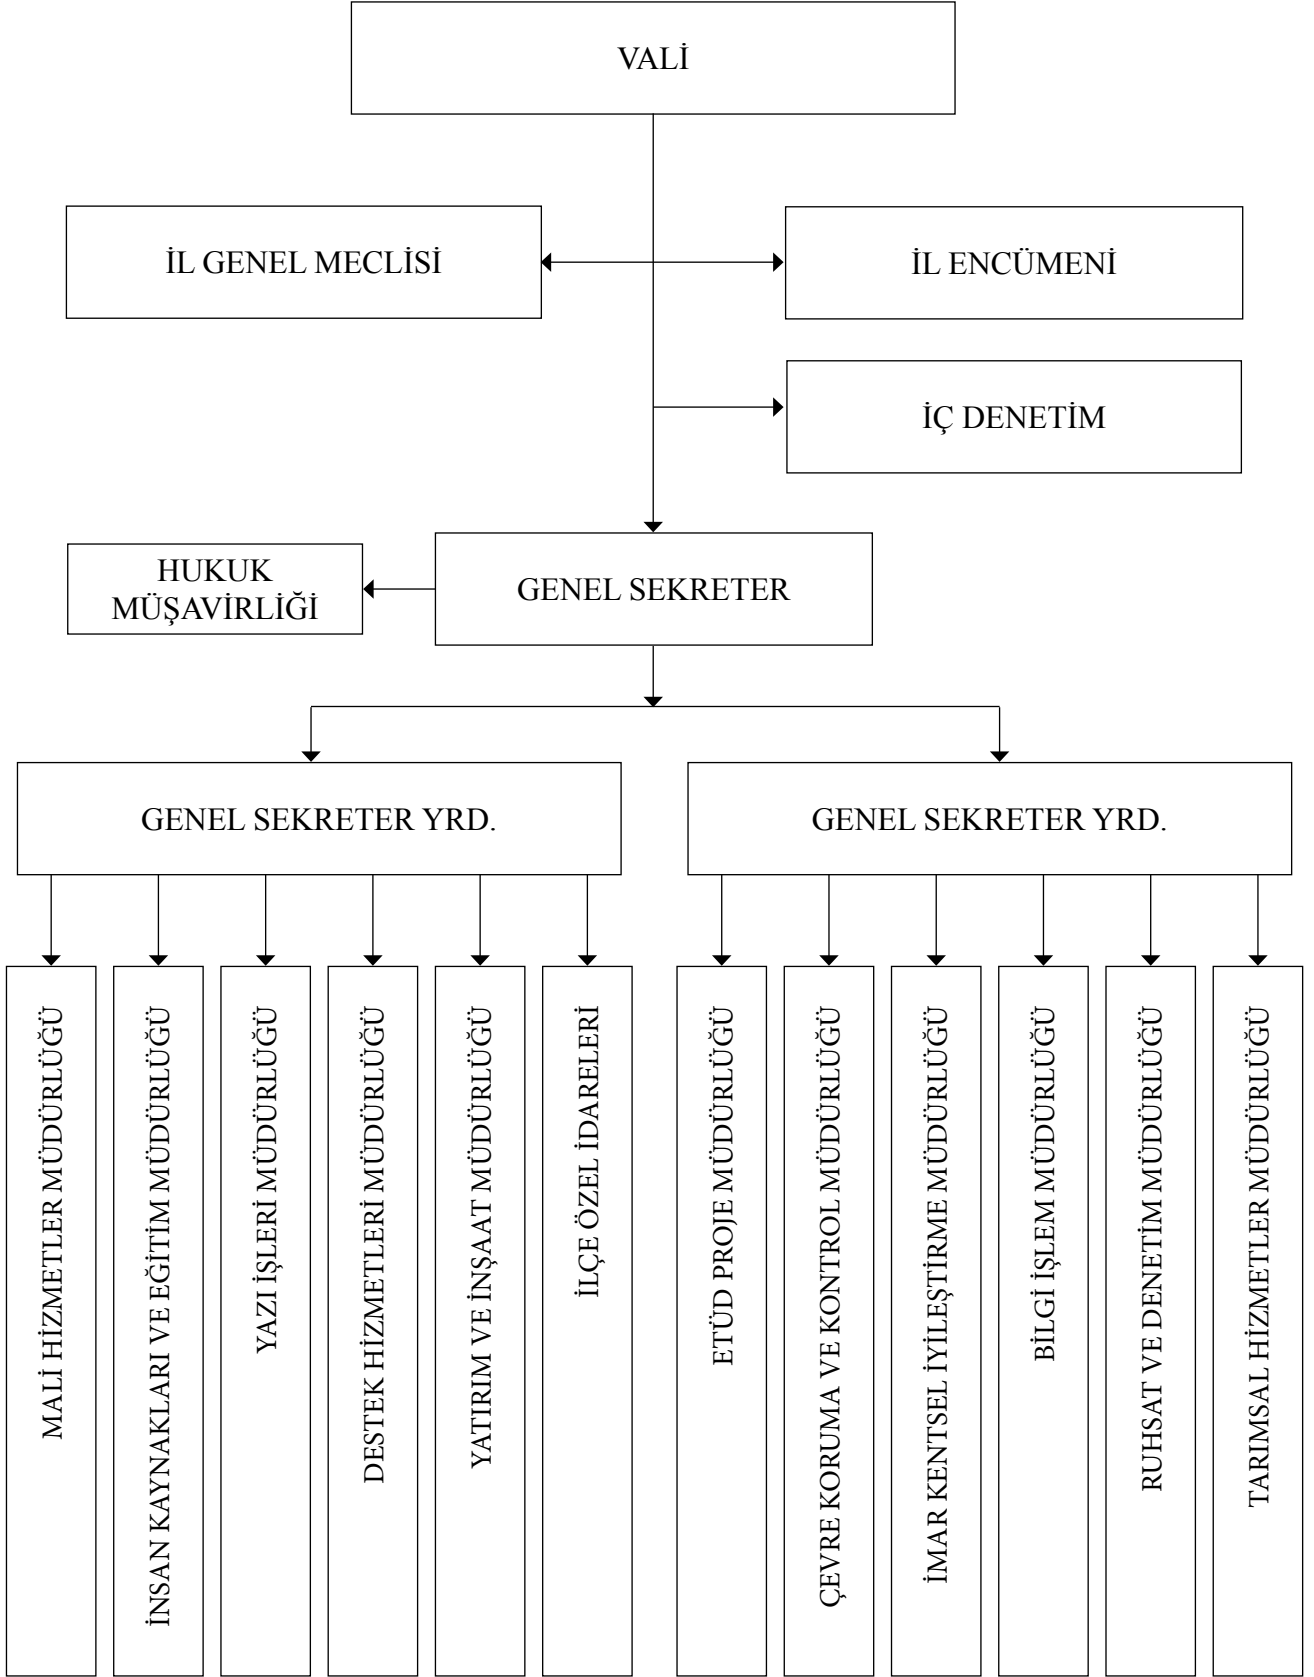 VALİ
İL GENEL MECLİSİ
İL ENCÜMENİ
İÇ DENETİM
HUKUK
MÜŞAVİRLİĞİ
GENEL SEKRETER
GENEL SEKRETER YRD.
GENEL SEKRETER YRD.
MALİ HİZMETLER MÜDÜRLÜĞÜ
İNSAN KAYNAKLARI VE EĞİTİM MÜDÜRLÜĞÜ
YAZI İŞLERİ MÜDÜRLÜĞÜ
DESTEK HİZMETLERİ MÜDÜRLÜĞÜ
YATIRIM VE İNŞAAT MÜDÜRLÜĞÜ
İLÇE ÖZEL İDARELERİ
ETÜD PROJE MÜDÜRLÜĞÜ
ÇEVRE KORUMA VE KONTROL MÜDÜRLÜĞÜ
İMAR KENTSEL İYİLEŞTİRME MÜDÜRLÜĞÜ
BİLGİ İŞLEM MÜDÜRLÜĞÜ
RUHSAT VE DENETİM MÜDÜRLÜĞÜ
TARIMSAL HİZMETLER MÜDÜRLÜĞÜ